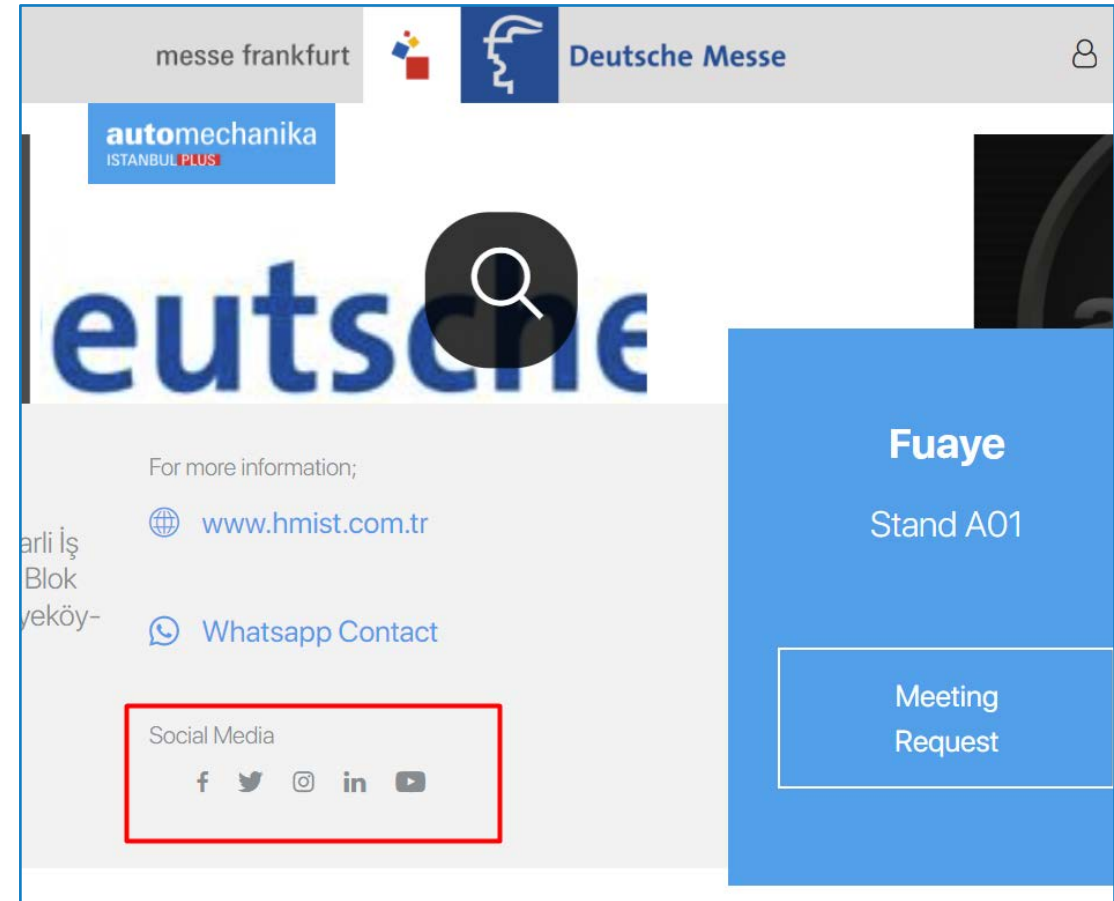 messe frankfurt
Deutsche Messe
automechanika
ISTANBUL PLUS
eutsche
For more information;
www.hmist.com.tr
arli İş
Blok
yeköy-
Whatsapp Contact
Social Media
Fuaye
Stand A01
Meeting
Request